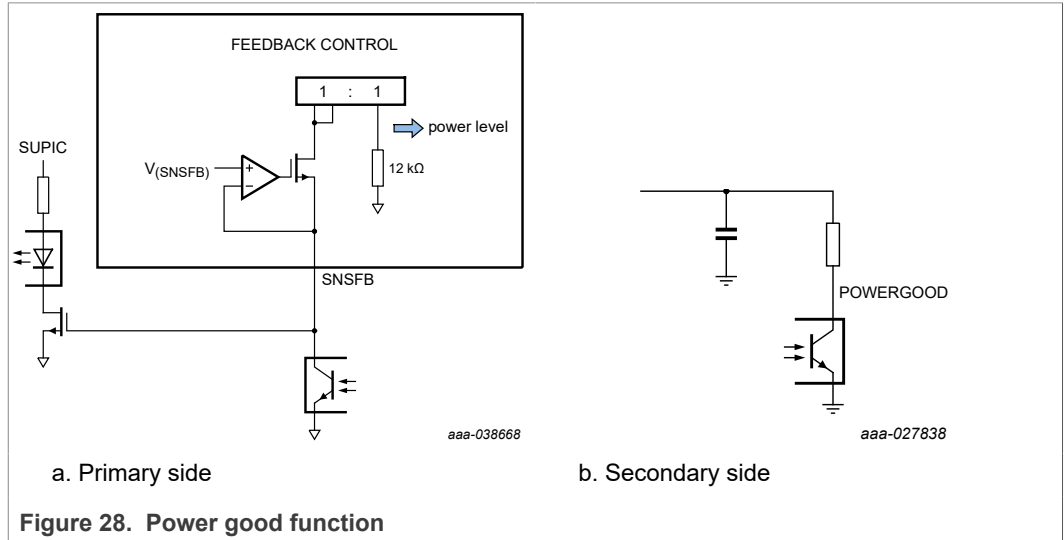 FEEDBACK CONTROL
1 : 1
power level
SUPIC
V(SNSFB)
+
−
12 kΩ
SNSFB
POWERGOOD
aaa-038668
aaa-027838
a. Primary side
b. Secondary side
Figure 28. Power good function